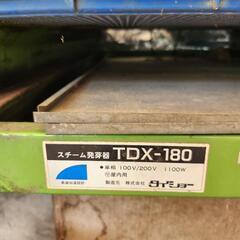 スチーム発芽器 TDX-180
●単相 100V/200V 1100W
屋内用
製造元 株式会社 タイショー